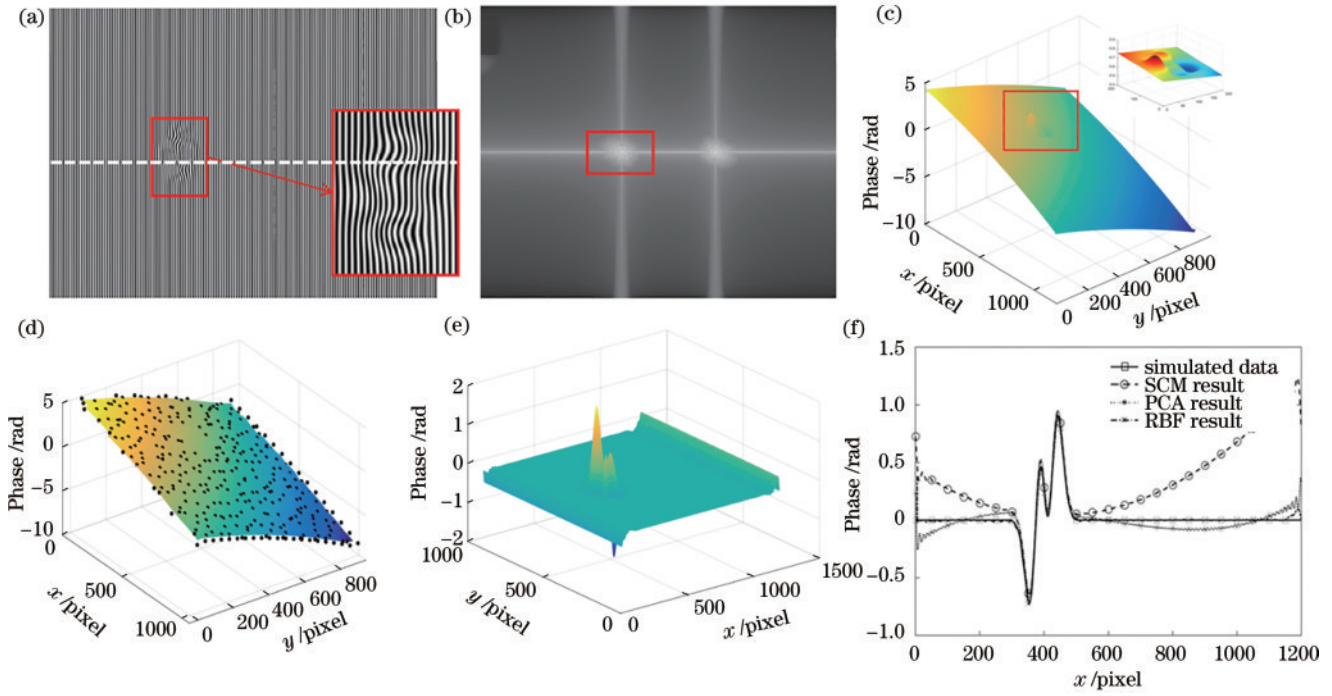 (a)
(b)
(c)
5
0
−5
−10
Phase /rad
0
500
1000
x /pixel
0
200
400
600
800
y /pixel
(d)
5
0
−5
−10
Phase /rad
0
500
1000
x /pixel
0
200
400
600
800
y /pixel
(e)
2
1
0
−1
−2
Phase /rad
1000
500
0
y /pixel
0
500
1000
1500
x /pixel
(f)
1.5
1.0
0.5
0
−0.5
−1.0
Phase /rad
simulated data
SCM result
PCA result
RBF result
0
200
400
600
800
1000
1200
x /pixel